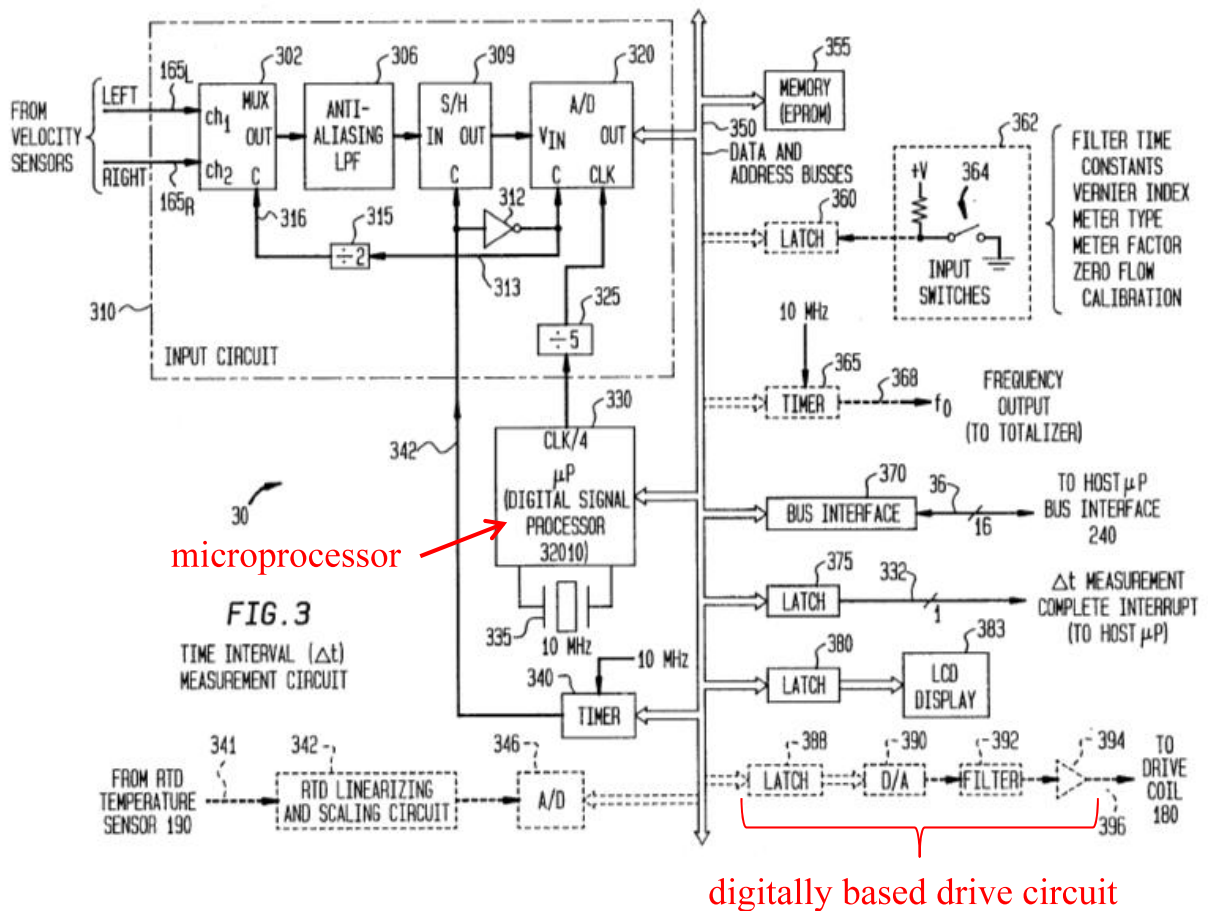 302
306
309
320
355
165L
LEFT
FROM
VELOCITY
SENSORS
RIGHT
165R
ch1
ch2
MUX
OUT
C
ANTI-
ALIASING
LPF
S/H
IN OUT
C
A/D
VIN
OUT
C CLK
MEMORY
(EPROM)
350
DATA AND
ADDRESS BUSSES
362
+V
364
INPUT
SWITCHES
FILTER TIME
CONSTANTS
VERNIER INDEX
METER TYPE
METER FACTOR
ZERO FLOW
CALIBRATION
360
LATCH
316
315
÷2
312
313
325
÷5
310
INPUT CIRCUIT
10 MHz
365
TIMER
368
f0
FREQUENCY
OUTPUT
(TO TOTALIZER)
342
330
CLK/4
μP
(DIGITAL SIGNAL
PROCESSOR
32010)
30
microprocessor
370
BUS INTERFACE
36
16
TO HOST μP
BUS INTERFACE
240
335
10 MHz
375
LATCH
332
1
Δt MEASUREMENT
COMPLETE INTERRUPT
(TO HOST μP)
FIG.3
TIME INTERVAL (Δt)
MEASUREMENT CIRCUIT
340
10 MHz
TIMER
380
LATCH
383
LCD
DISPLAY
341
342
346
FROM RTD
TEMPERATURE
SENSOR 190
RTD LINEARIZING
AND SCALING CIRCUIT
A/D
388
390
392
394
LATCH
D/A
FILTER
396
TO
DRIVE
COIL
180
digitally based drive circuit